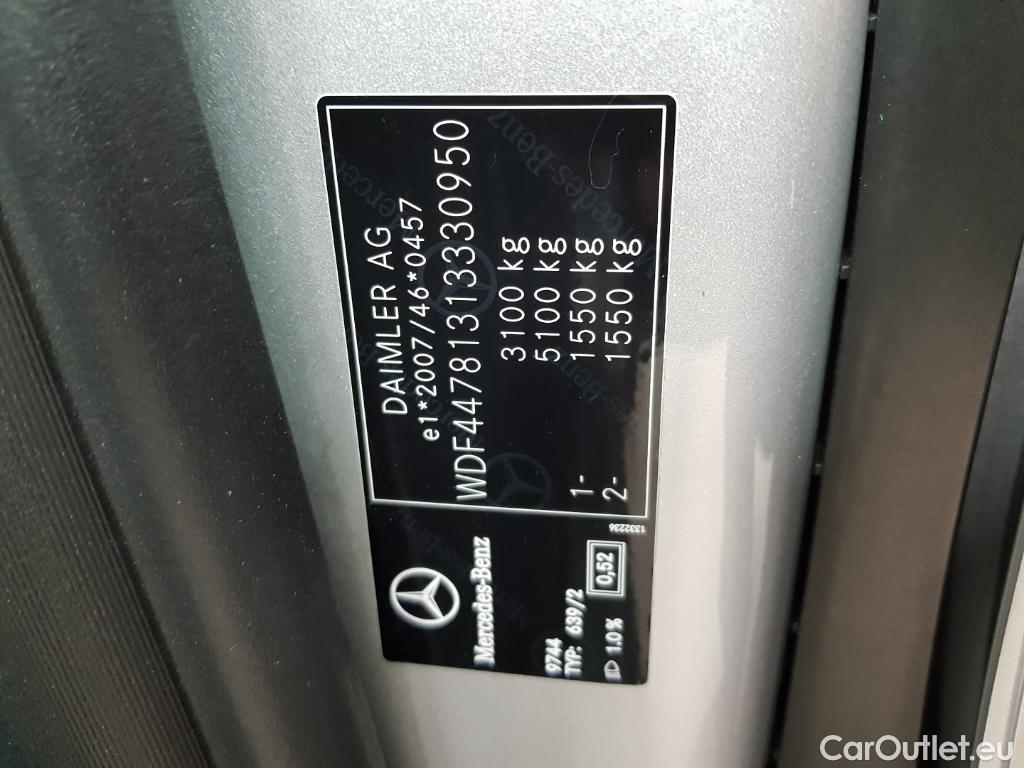 Mercedes-Benz
9744
TYP: 639/2
1.0 %
0,52
1332236
DAIMLER AG
e1*2007/46*0457
WDF44781313330950
3100 kg
5100 kg
1- 1550 kg
2- 1550 kg
CarOutlet.eu